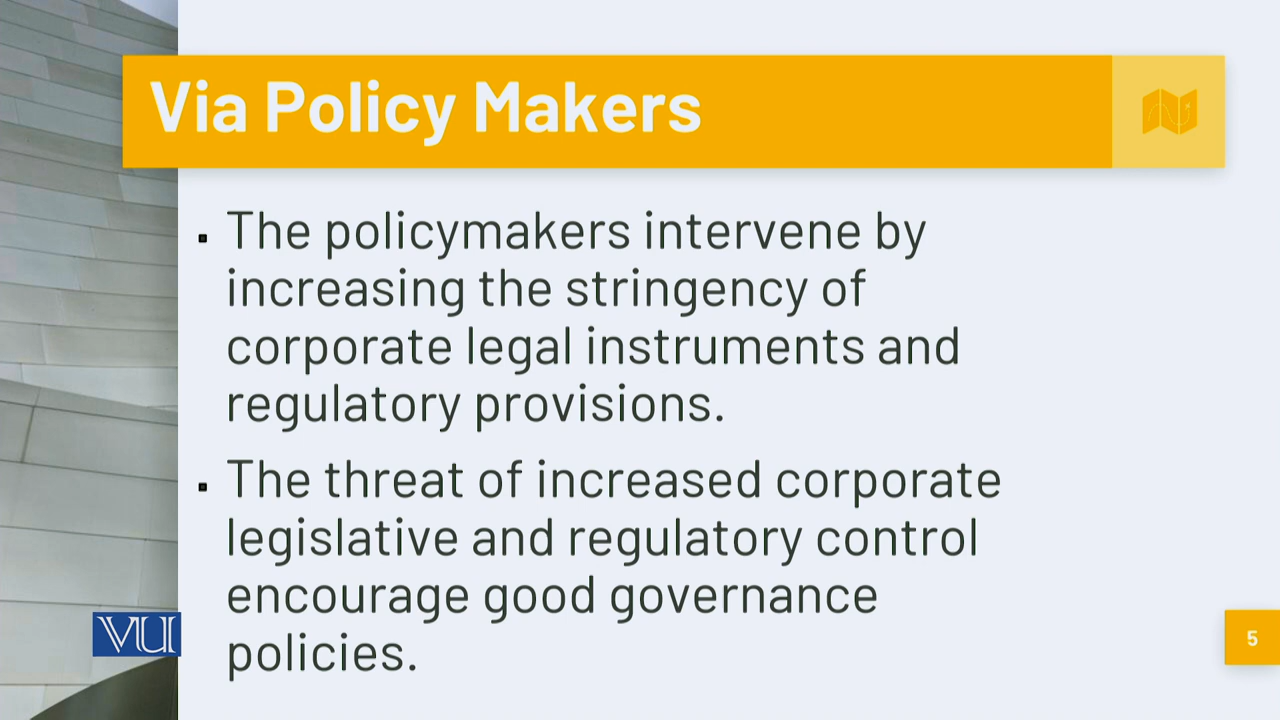 Via Policy Makers
The policymakers intervene by
increasing the stringency of
corporate legal instruments and
regulatory provisions.
The threat of increased corporate
legislative and regulatory control
encourage good governance
policies.
VU
5